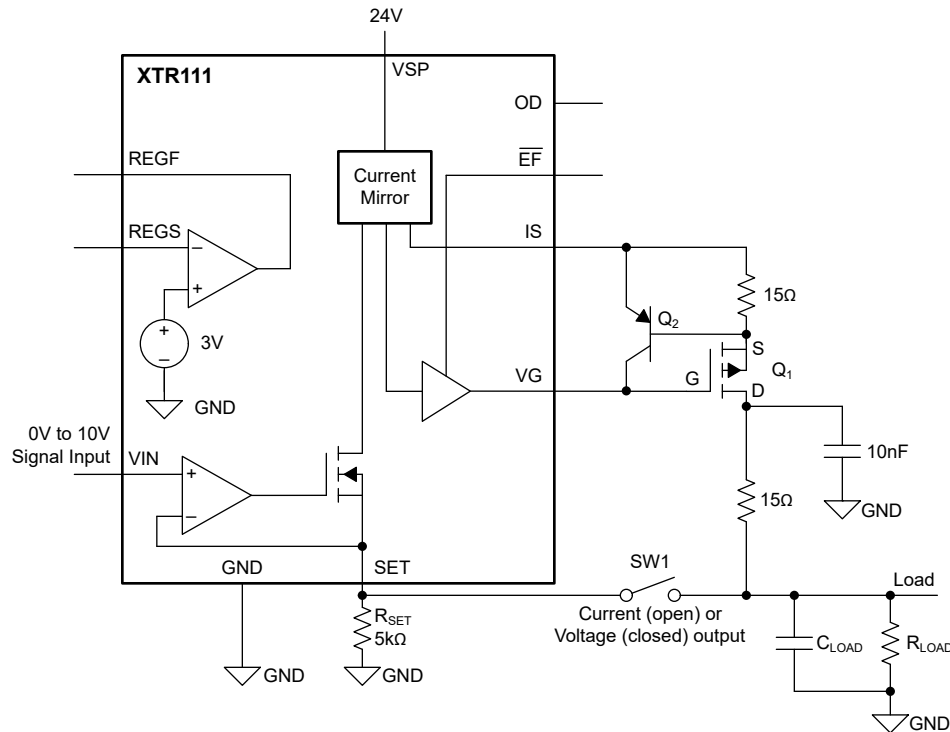 24V
XTR111
VSP
OD
REGF
EF
Current
Mirror
REGS
IS
–
+
15Ω
Q2
+
–
3V
S
Q1
VG
G
D
GND
10nF
0V to 10V
Signal Input
VIN
+
–
15Ω
GND
GND
SET
SW1
Load
RSET
5kΩ
Current (open) or
Voltage (closed) output
CLOAD
RLOAD
GND
GND
GND